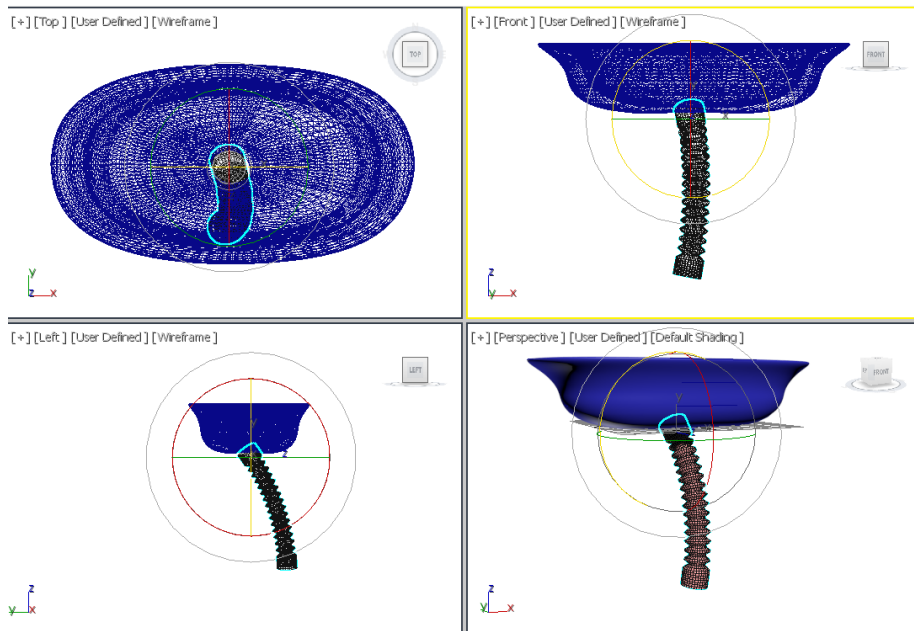 [+] [Top] [User Defined] [Wireframe]
TOP
y
z x
[+] [Front] [User Defined] [Wireframe]
FRONT
x
z
y x
[+] [Left] [User Defined] [Wireframe]
LEFT
y
z
z
y x
[+] [Perspective] [User Defined] [Default Shading]
FRONT
y
z
z
y x